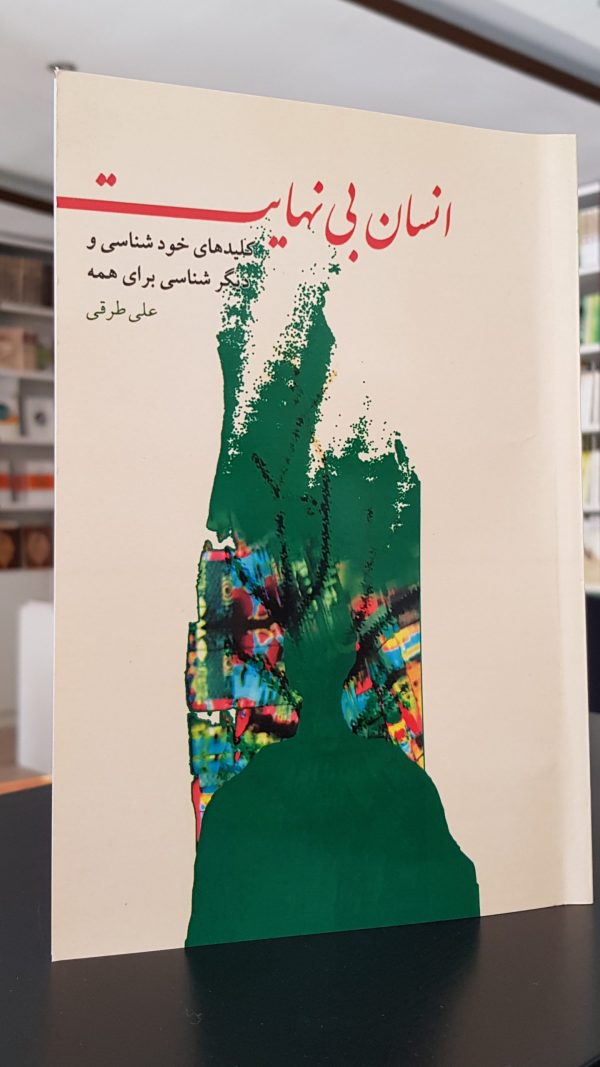 انسان بی نهایت
کلیدهای خود شناسی و
دیگر شناسی برای همه
علی طرقی